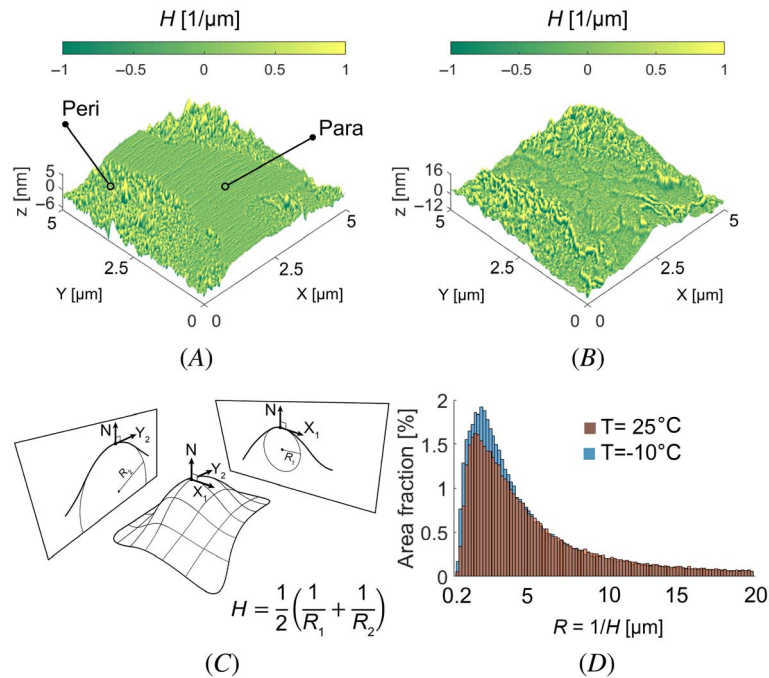 H [1/μm]
−1 −0.5 0 0.5 1
Peri
Para
z [nm]
5
0
−6
5
2.5
0
Y [μm]
5
2.5
0
X [μm]
(A)
H [1/μm]
−1 −0.5 0 0.5 1
z [nm]
16
0
−12
5
2.5
0
Y [μm]
5
2.5
0
X [μm]
(B)
N
Y2
R2
N
Y2
X1
N
X1
R1
H = 1/2 (1/R1 + 1/R2)
(C)
Area fraction [%]
2
1.5
1
0.5
0
T= 25°C
T=-10°C
0.2 5 10 15 20
R = 1/H [μm]
(D)